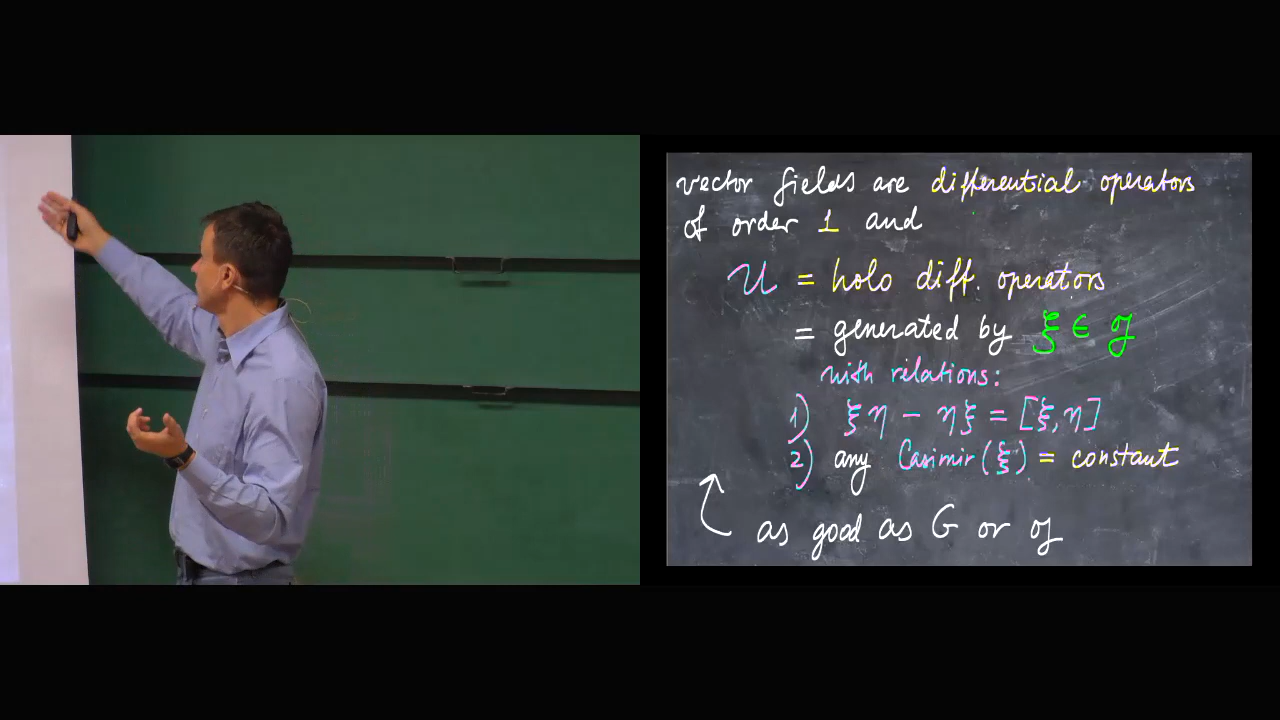 vector fields are differential operators
of order 1 and
U = holo diff. operators
= generated by ξ ∈ g
with relations:
1) ξη - ηξ = [ξ,η]
2) any Casimir(ξ) = constant
as good as G or g